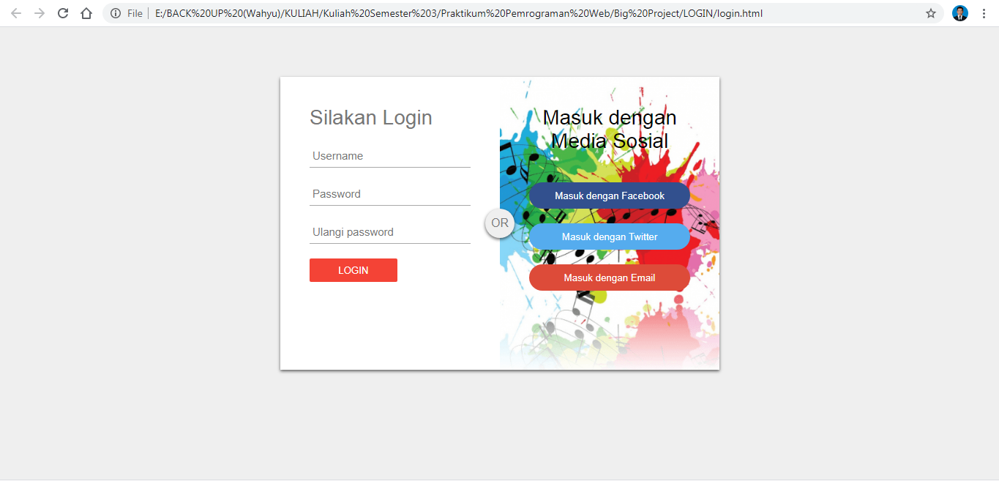 File
E:/BACK%20UP%20(Wahyu)/KULIAH/Kuliah%20Semester%203/Praktikum%20Pemrograman%20Web/Big%20Project/LOGIN/login.html
Silakan Login
Username
Password
Ulangi password
LOGIN
OR
Masuk dengan
Media Sosial
Masuk dengan Facebook
Masuk dengan Twitter
Masuk dengan Email